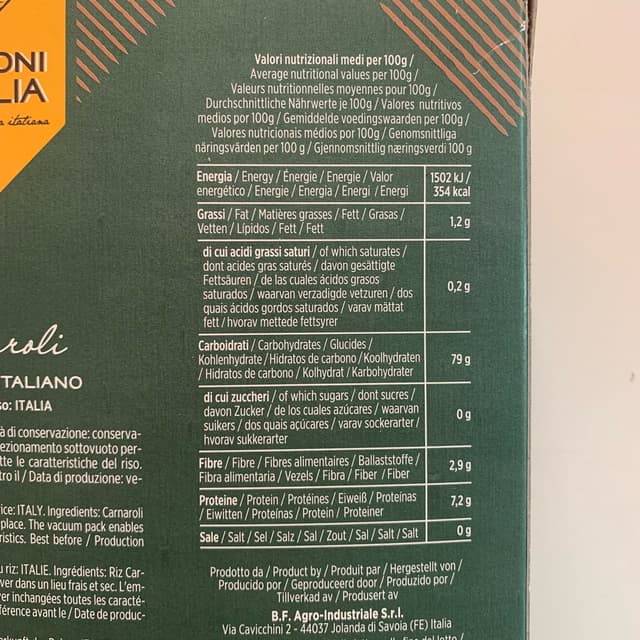 ONI
LIA
italiana
Valori nutrizionali medi per 100g /
Average nutritional values per 100g /
Valeurs nutritionnelles moyennes pour 100g /
Durchschnittliche Nährwerte je 100g / Valores nutritivos
medios por 100g / Gemiddelde voedingswaarden per 100g /
Valores nutricionais médios por 100g / Genomsnittliga
näringsvärden per 100 g / Gjennomsnittlig næringsverdi 100 g
Energia / Energy / Énergie / Energie / Valor
energético / Energie / Energia / Energi / Energi
1502 kJ /
354 kcal
Grassi / Fat / Matières grasses / Fett / Grasas /
Vetten / Lípidos / Fett / Fett
1,2 g
di cui acidi grassi saturi / of which saturates /
dont acides gras saturés / davon gesättigte
Fettsäuren / de las cuales ácidos grasos
saturados / waarvan verzadigde vetzuren / dos
quais ácidos gordos saturados / varav mättat
fett / hvorav mettede fettsyrer
0,2 g
Carboidrati / Carbohydrates / Glucides /
Kohlenhydrate / Hidratos de carbono / Koolhydraten
/ Hidratos de carbono / Kolhydrat / Karbohydrater
79 g
di cui zuccheri / of which sugars / dont sucres /
davon Zucker / de los cuales azúcares / waarvan
suikers / dos quais açúcares / varav sockerarter /
hvorav sukkerarter
0 g
Fibre / Fibre / Fibres alimentaires / Ballaststoffe /
Fibra alimentaria / Vezels / Fibra / Fiber / Fiber
2,9 g
Proteine / Protein / Protéines / Eiweiß / Proteínas
/ Eiwitten / Proteínas / Protein / Proteiner
7,2 g
Sale / Salt / Sel / Salz / Sal / Zout / Sal / Salt / Salt
0 g
Prodotto da / Product by / Produit par / Hergestellt von /
Producido por / Geproduceerd door / Produzido por /
Tillverkad av / Produsert av
B.F. Agro-Industriale S.r.l.
Via Cavicchini 2 - 44037 Jolanda di Savoia (FE) Italia
roli
TALIANO
so: ITALIA
à di conservazione: conserva-
ezionamento sottovuoto per-
tte le caratteristiche del riso.
tro il / Data di produzione: ve-
ice: ITALY. Ingredients: Carnaroli
place. The vacuum pack enables
ristics. Best before / Production
u riz: ITALIE. Ingrédients: Riz Car-
ver dans un lieu frais et sec. L'em-
er inchangées toutes les caracté-
férence avant le / Date de produc-